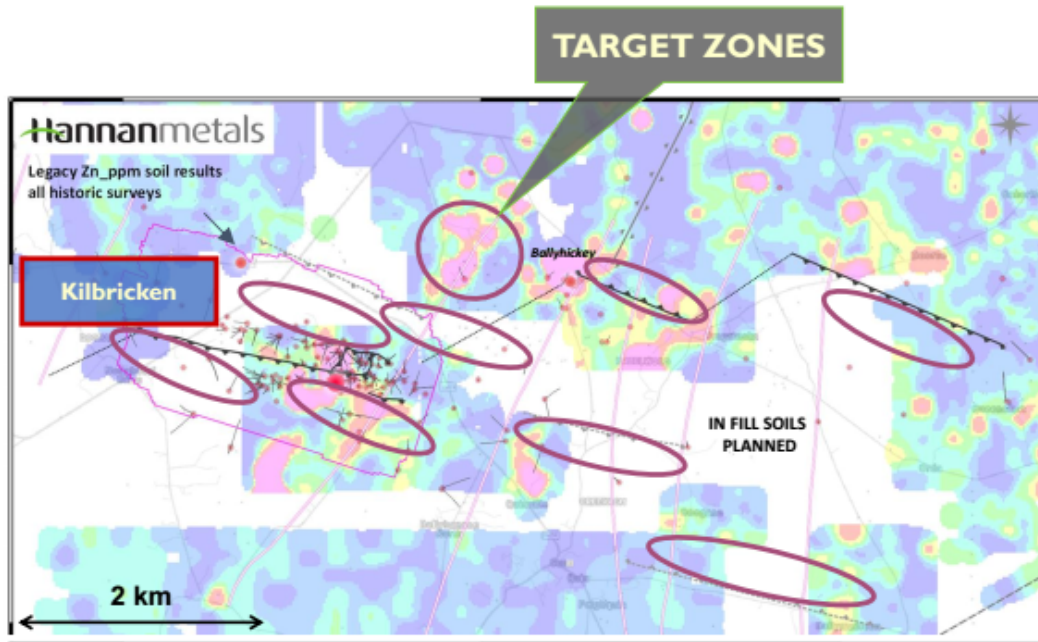 TARGET ZONES
Hannanmetals
Legacy Zn_ppm soil results
all historic surveys
Ballyhickey
Kilbricken
IN FILL SOILS
PLANNED
2 km